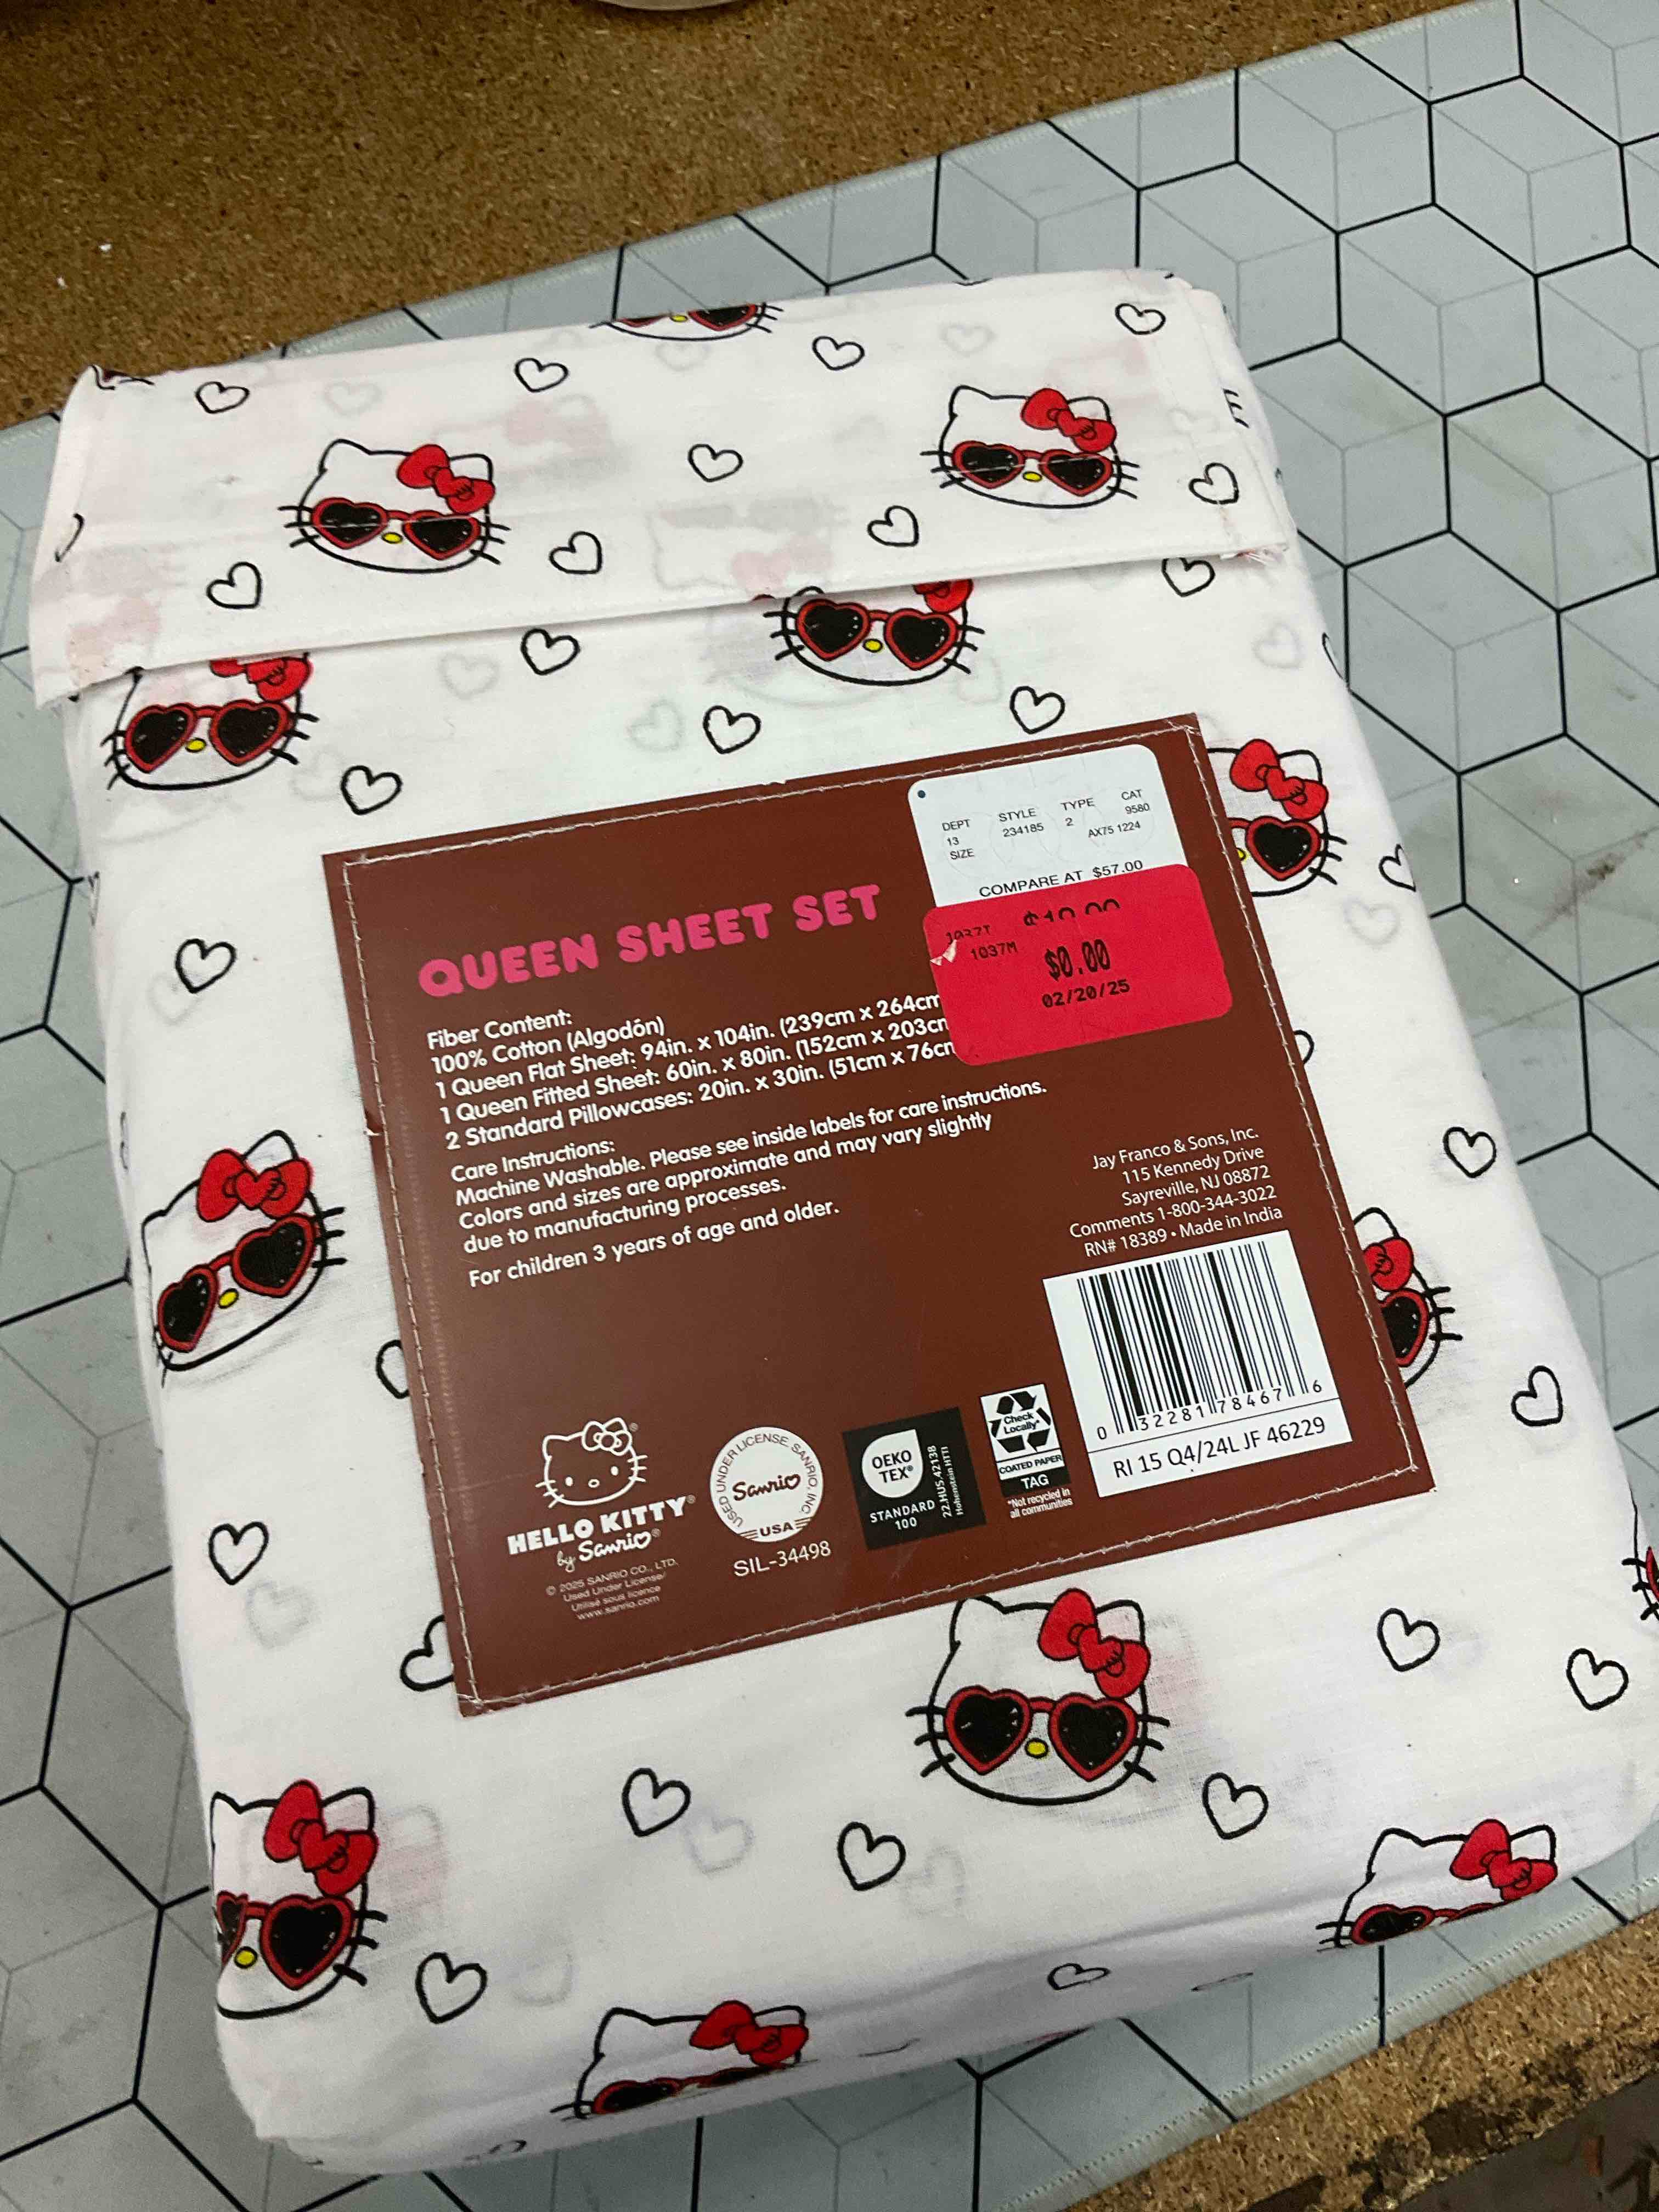 DEPT STYLE TYPE CAT
13 234185 2 9580
SIZE AX75 1224
COMPARE AT $57.00
1037M $0.00
02/20/25
QUEEN SHEET SET
Fiber Content:
100% Cotton (Algodón)
1 Queen Flat Sheet: 94in. x 104in. (239cm x 264cm
1 Queen Fitted Sheet: 60in. x 80in. (152cm x 203cm
2 Standard Pillowcases: 20in. x 30in. (51cm x 76cm
Care Instructions:
Machine Washable. Please see inside labels for care instructions.
Colors and sizes are approximate and may vary slightly
due to manufacturing processes.
For children 3 years of age and older.
Jay Franco & Sons, Inc.
115 Kennedy Drive
Sayreville, NJ 08872
Comments 1-800-344-3022
RN# 18389 • Made in India
0 32281 78467 6
RI 15 Q4/24L JF 46229
HELLO KITTY®
by Sanrio®
© 2025 SANRIO CO., LTD.
Used Under License/
Utilisé sous licence
www.sanrio.com
USED UNDER LICENSE SANRIO, INC.
Sanrio
USA
SIL-34498
OEKO
TEX®
STANDARD
100
22.HUS.42138
Hohenstein HTTI
Check
Locally*
COATED PAPER
TAG
*Not recycled in
all communities